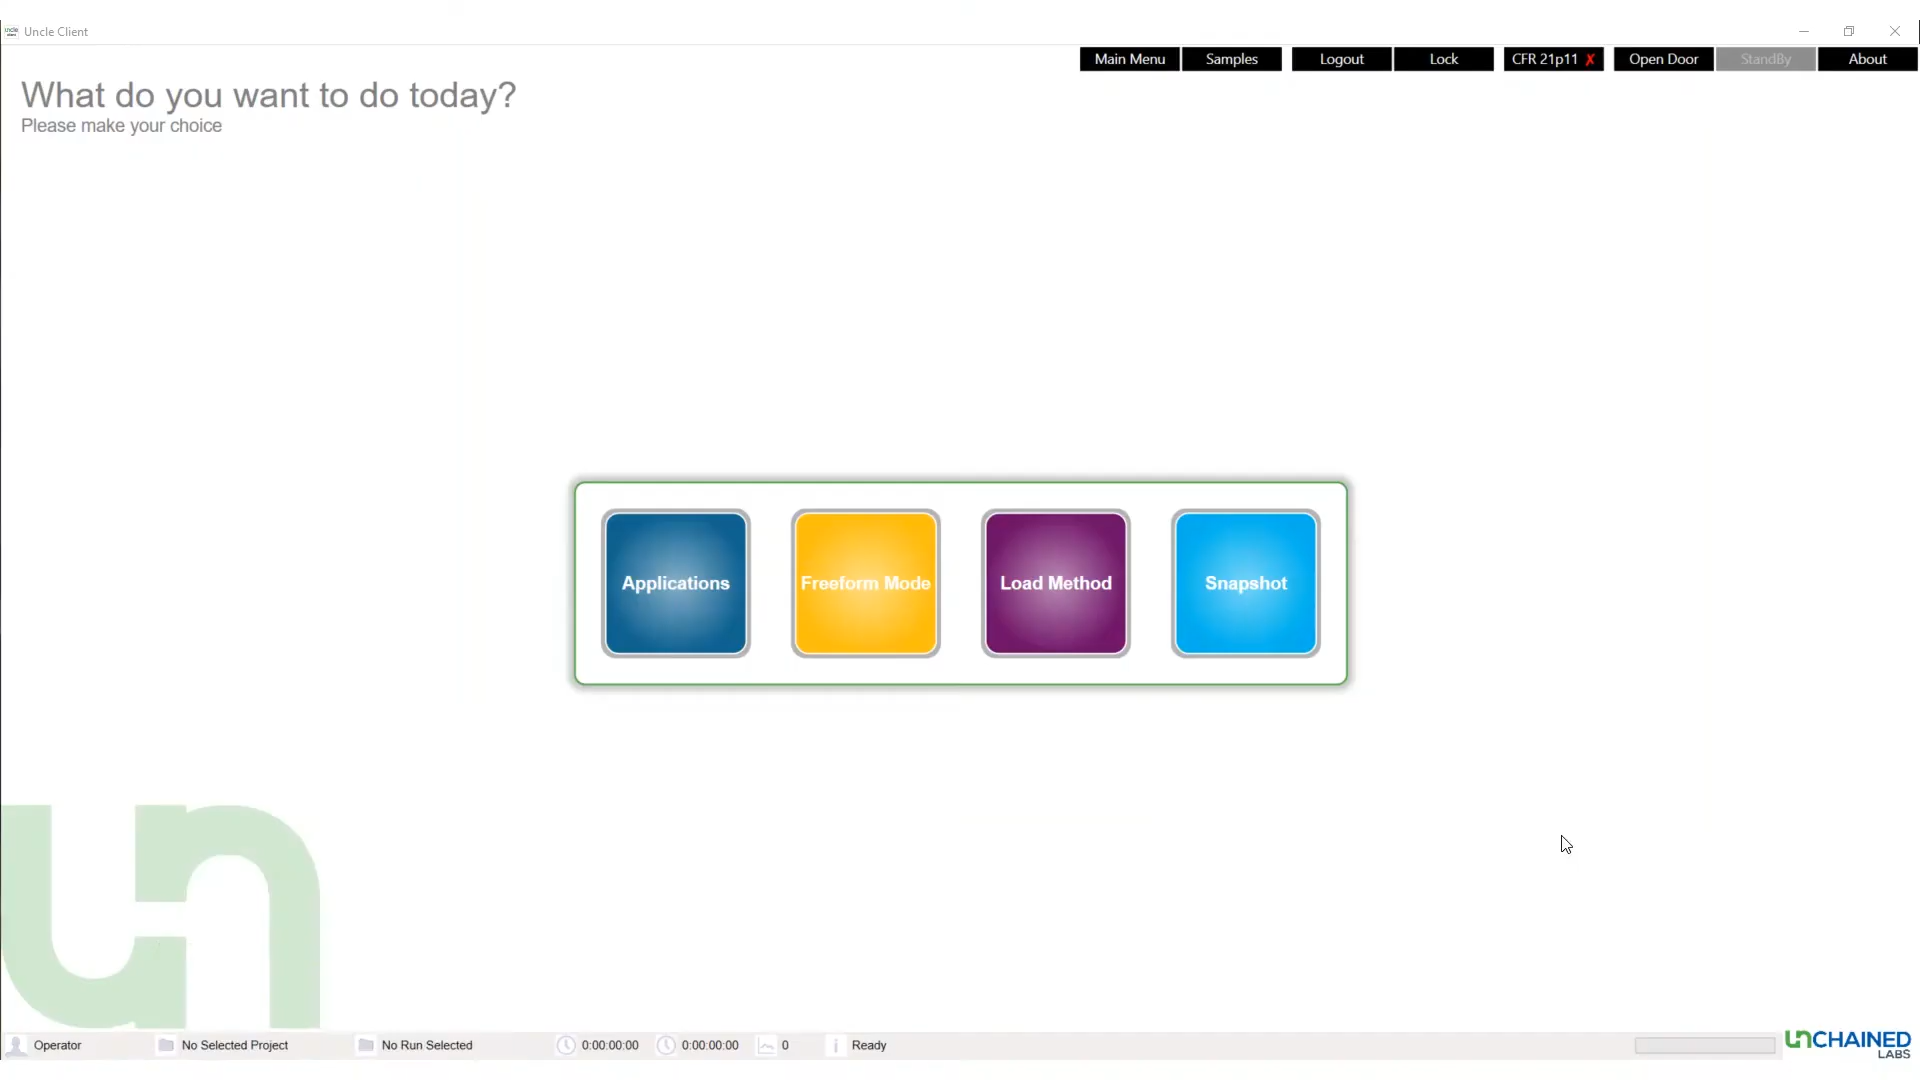 Uncle Client
Main Menu Samples Logout Lock CFR 21p11 ✗ Open Door StandBy About
What do you want to do today?
Please make your choice
Applications Freeform Mode Load Method Snapshot
un
Operator No Selected Project No Run Selected 0:00:00:00 0:00:00:00 0 Ready
UNCHAINED
LABS